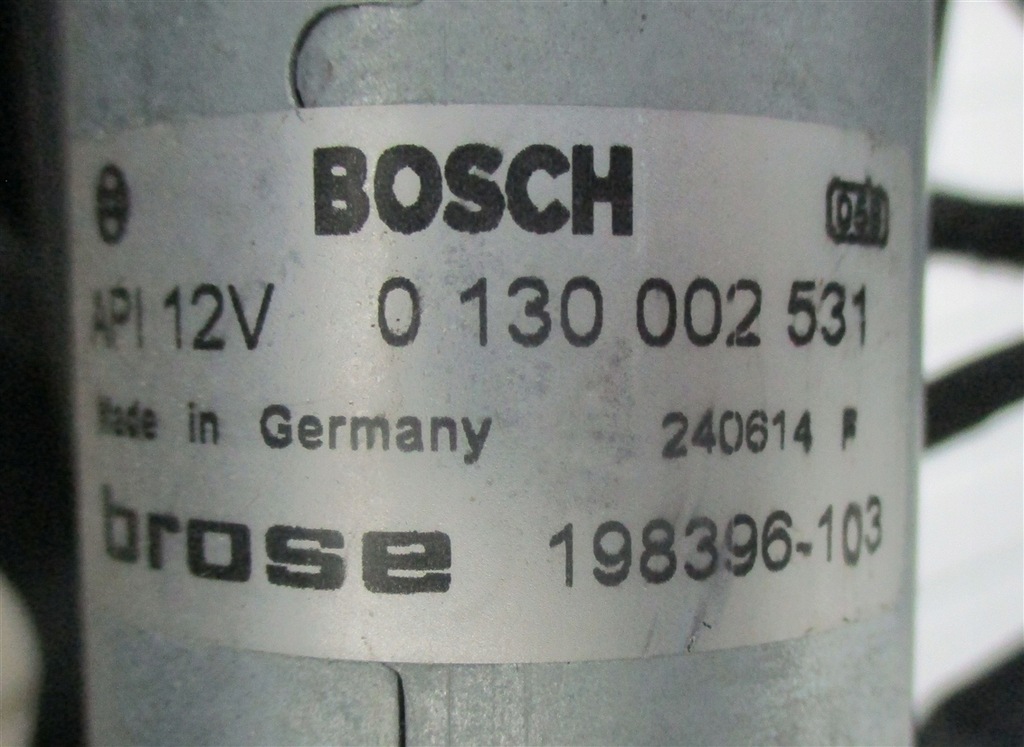 BOSCH
API 12V 0 130 002 531
Made in Germany 240614 F
brose 198396-103